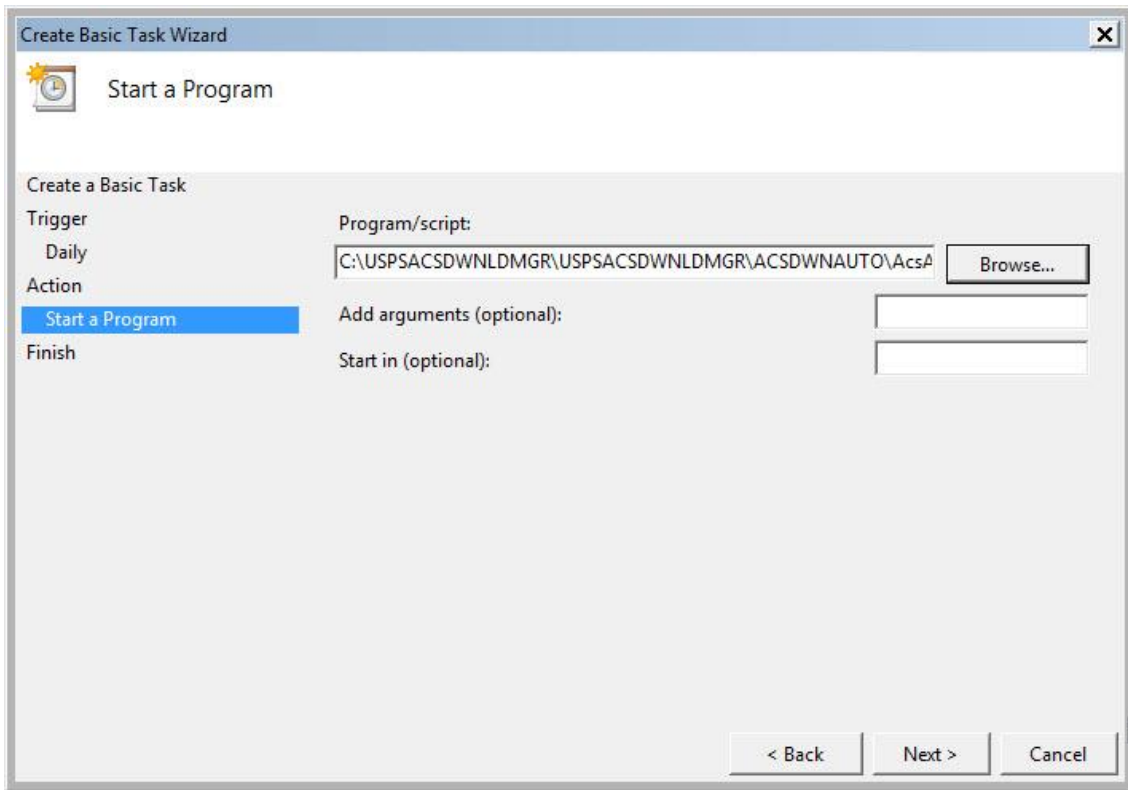 Create Basic Task Wizard
Start a Program
Create a Basic Task
Trigger
Daily
Action
Start a Program
Finish
Program/script:
C:\USPSACSDWNLDMGR\USPSACSDWNLDMGR\ACSDWNAUTO\AcsA
Browse...
Add arguments (optional):
Start in (optional):
< Back
Next >
Cancel